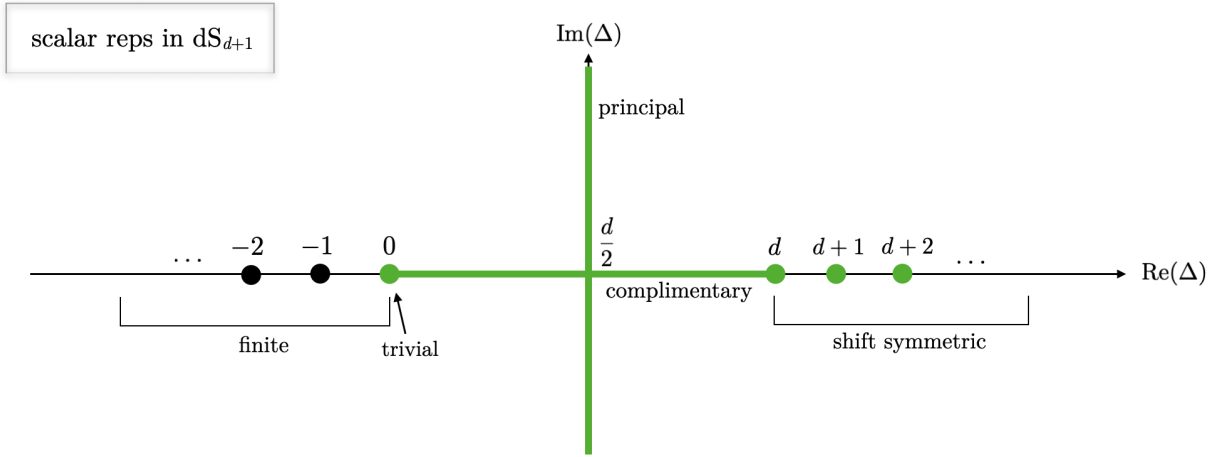 scalar reps in dS_{d+1}
Im(Δ)
principal
d/2
… −2 −1 0
d d + 1 d + 2 …
Re(Δ)
complimentary
finite
trivial
shift symmetric